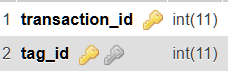 1 transaction_id int(11)
2 tag_id int(11)